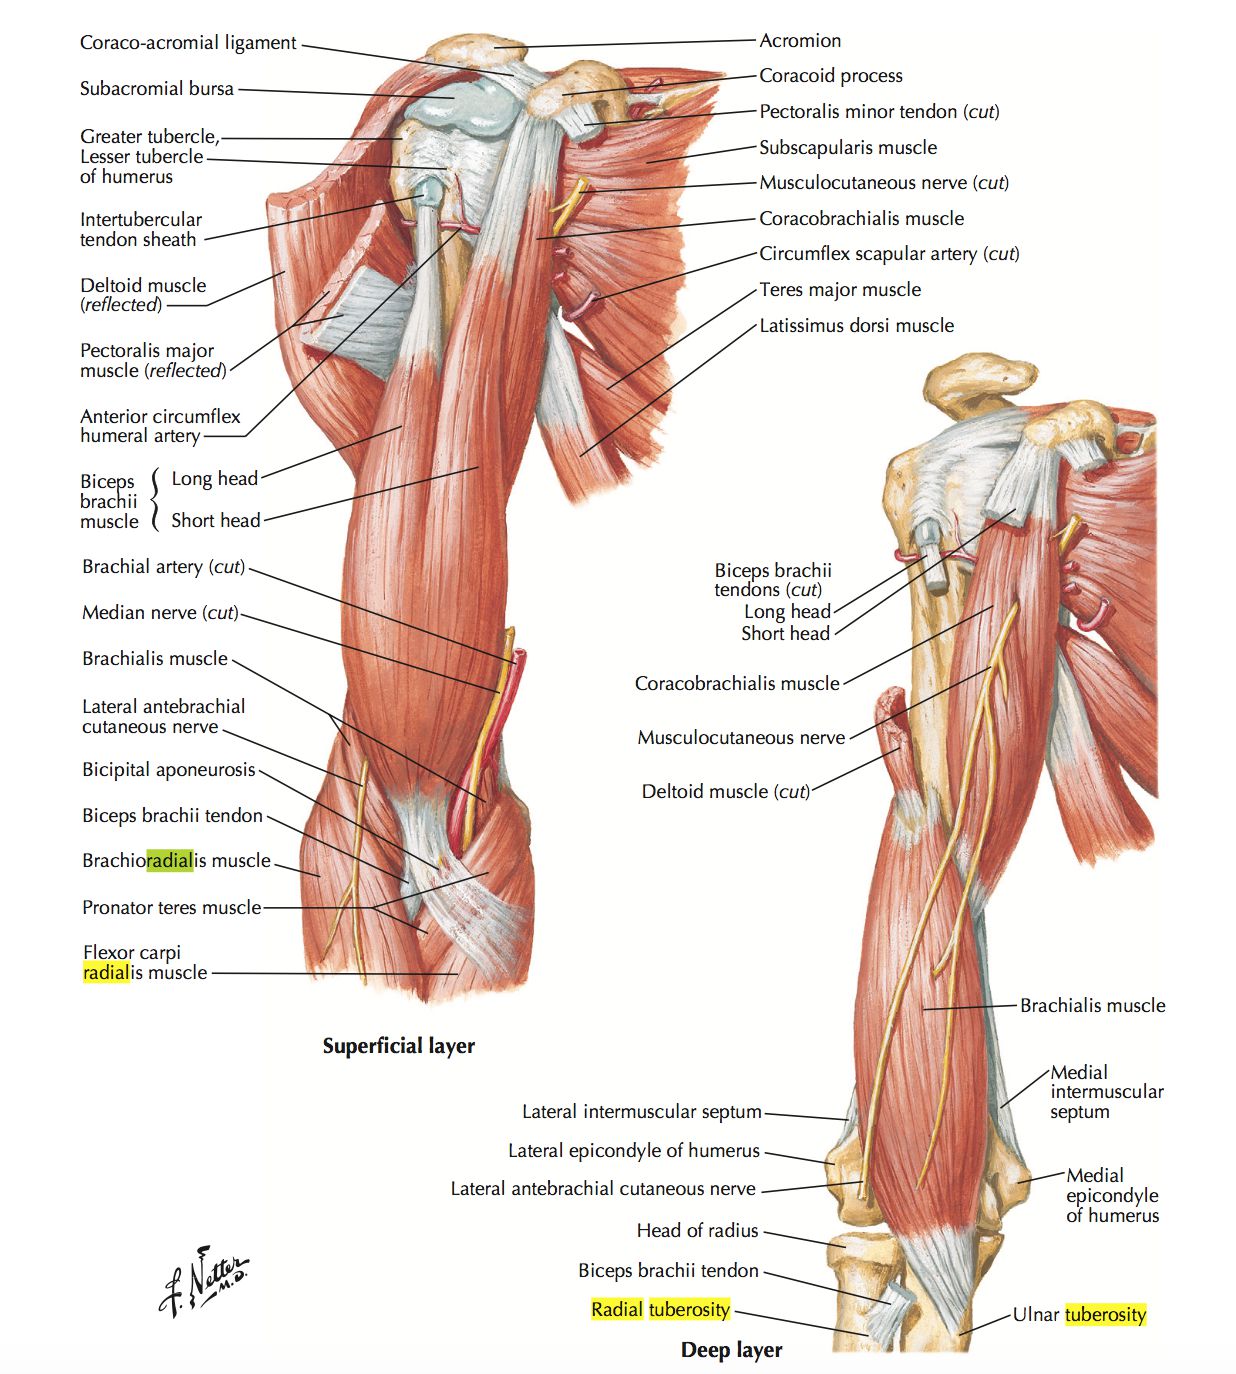 Coraco-acromial ligament
Subacromial bursa
Greater tubercle,
Lesser tubercle
of humerus
Intertubercular
tendon sheath
Deltoid muscle
(reflected)
Pectoralis major
muscle (reflected)
Anterior circumflex
humeral artery
Biceps
brachii
muscle
Long head
Short head
Brachial artery (cut)
Median nerve (cut)
Brachialis muscle
Lateral antebrachial
cutaneous nerve
Bicipital aponeurosis
Biceps brachii tendon
Brachioradialis muscle
Pronator teres muscle
Flexor carpi
radialis muscle
Acromion
Coracoid process
Pectoralis minor tendon (cut)
Subscapularis muscle
Musculocutaneous nerve (cut)
Coracobrachialis muscle
Circumflex scapular artery (cut)
Teres major muscle
Latissimus dorsi muscle
Superficial layer
Biceps brachii
tendons (cut)
Long head
Short head
Coracobrachialis muscle
Musculocutaneous nerve
Deltoid muscle (cut)
Brachialis muscle
Medial
intermuscular
septum
Lateral intermuscular septum
Lateral epicondyle of humerus
Lateral antebrachial cutaneous nerve
Medial
epicondyle
of humerus
Head of radius
Biceps brachii tendon
Radial tuberosity
Ulnar tuberosity
Deep layer
F. Netter
M.D.